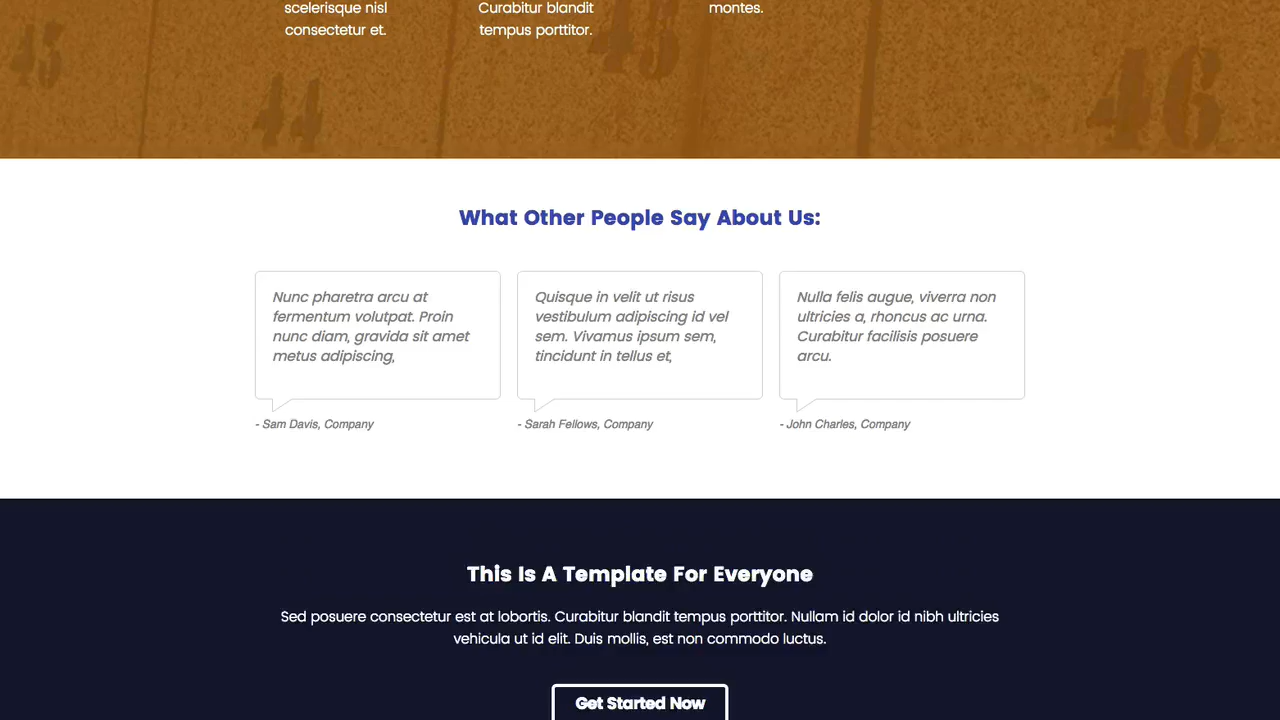 scelerisque nisl
consectetur et.
Curabitur blandit
tempus porttitor.
montes.
45
44
45
46
What Other People Say About Us:
Nunc pharetra arcu at
fermentum volutpat. Proin
nunc diam, gravida sit amet
metus adipiscing,
- Sam Davis, Company
Quisque in velit ut risus
vestibulum adipiscing id vel
sem. Vivamus ipsum sem,
tincidunt in tellus et,
- Sarah Fellows, Company
Nulla felis augue, viverra non
ultricies a, rhoncus ac urna.
Curabitur facilisis posuere
arcu.
- John Charles, Company
This Is A Template For Everyone
Sed posuere consectetur est at lobortis. Curabitur blandit tempus porttitor. Nullam id dolor id nibh ultricies
vehicula ut id elit. Duis mollis, est non commodo luctus.
Get Started Now